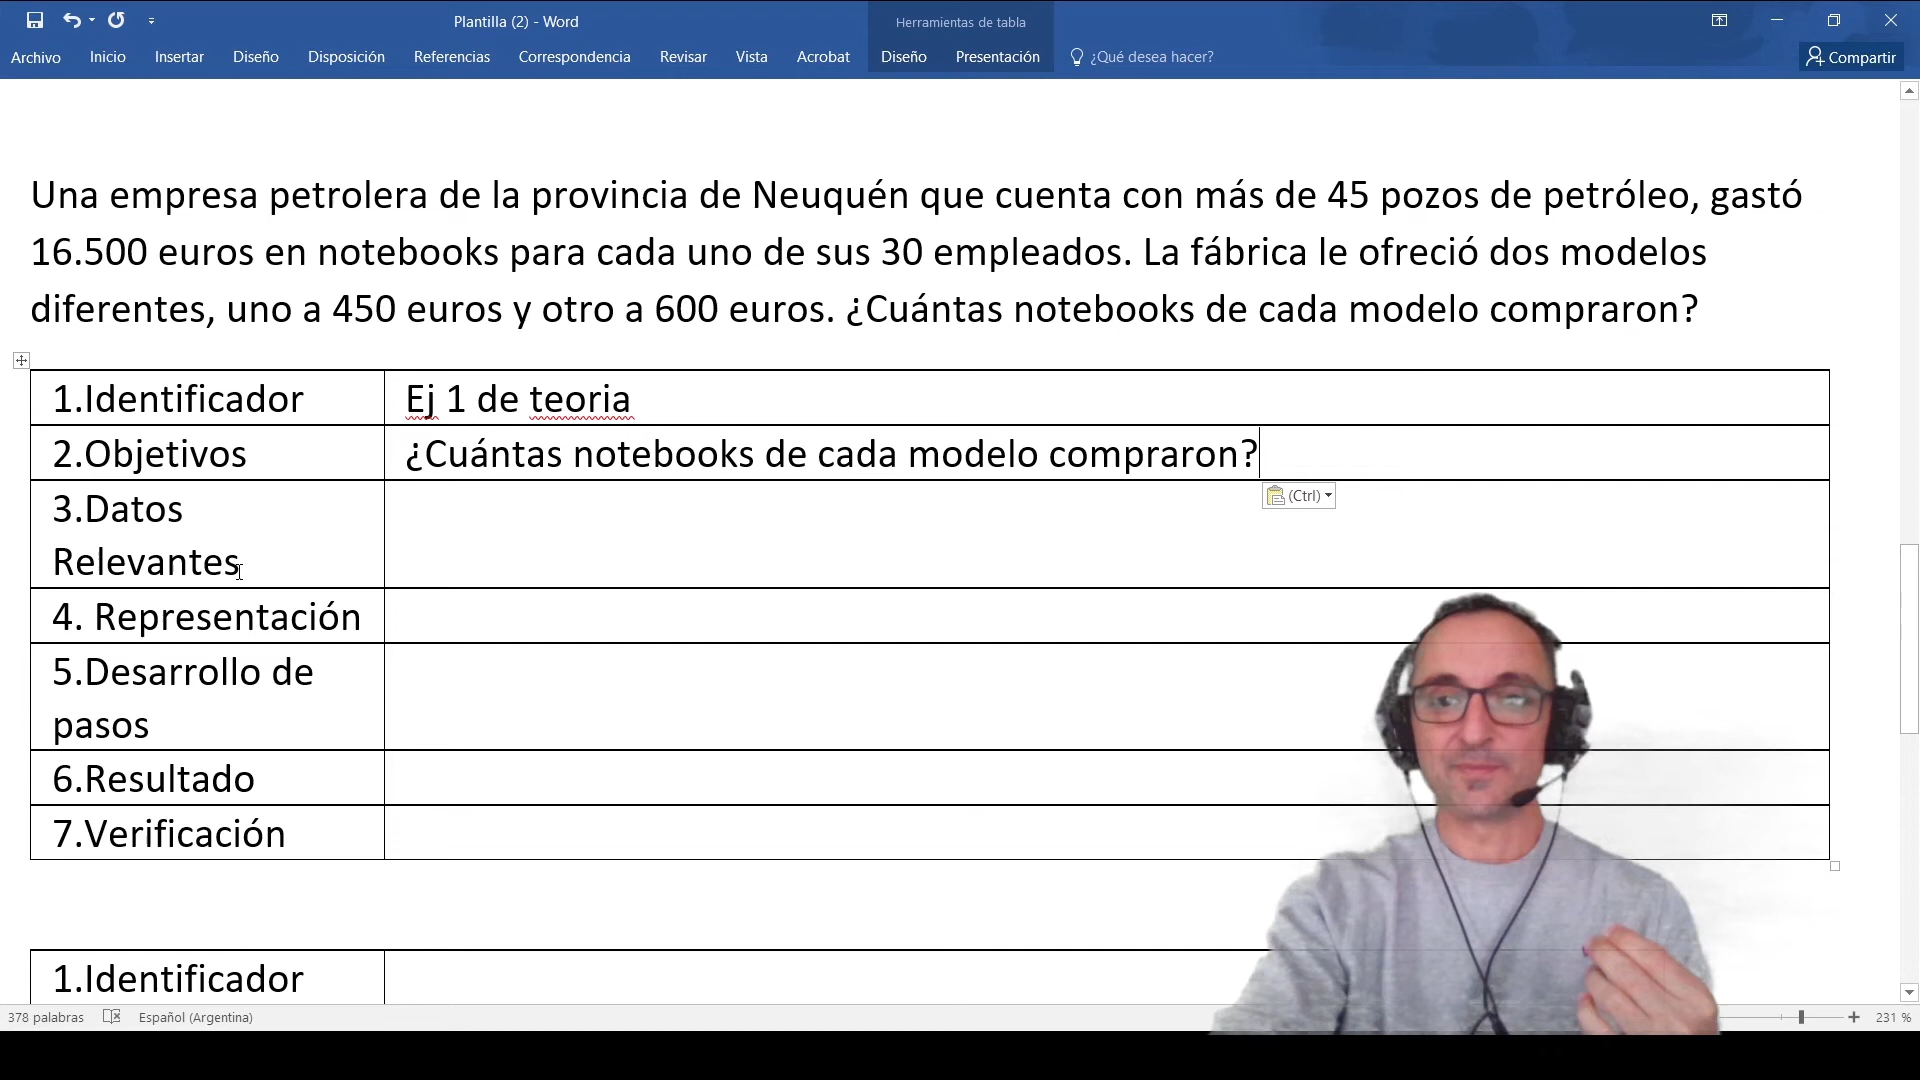 Plantilla (2) - Word
Herramientas de tabla
Archivo Inicio Insertar Diseño Disposición Referencias Correspondencia Revisar Vista Acrobat Diseño Presentación ¿Qué desea hacer? Compartir
Una empresa petrolera de la provincia de Neuquén que cuenta con más de 45 pozos de petróleo, gastó
16.500 euros en notebooks para cada uno de sus 30 empleados. La fábrica le ofreció dos modelos
diferentes, uno a 450 euros y otro a 600 euros. ¿Cuántas notebooks de cada modelo compraron?
1.Identificador Ej 1 de teoria
2.Objetivos ¿Cuántas notebooks de cada modelo compraron?
(Ctrl)
3.Datos
Relevantes
4. Representación
5.Desarrollo de
pasos
6.Resultado
7.Verificación
1.Identificador
378 palabras Español (Argentina) 231 %